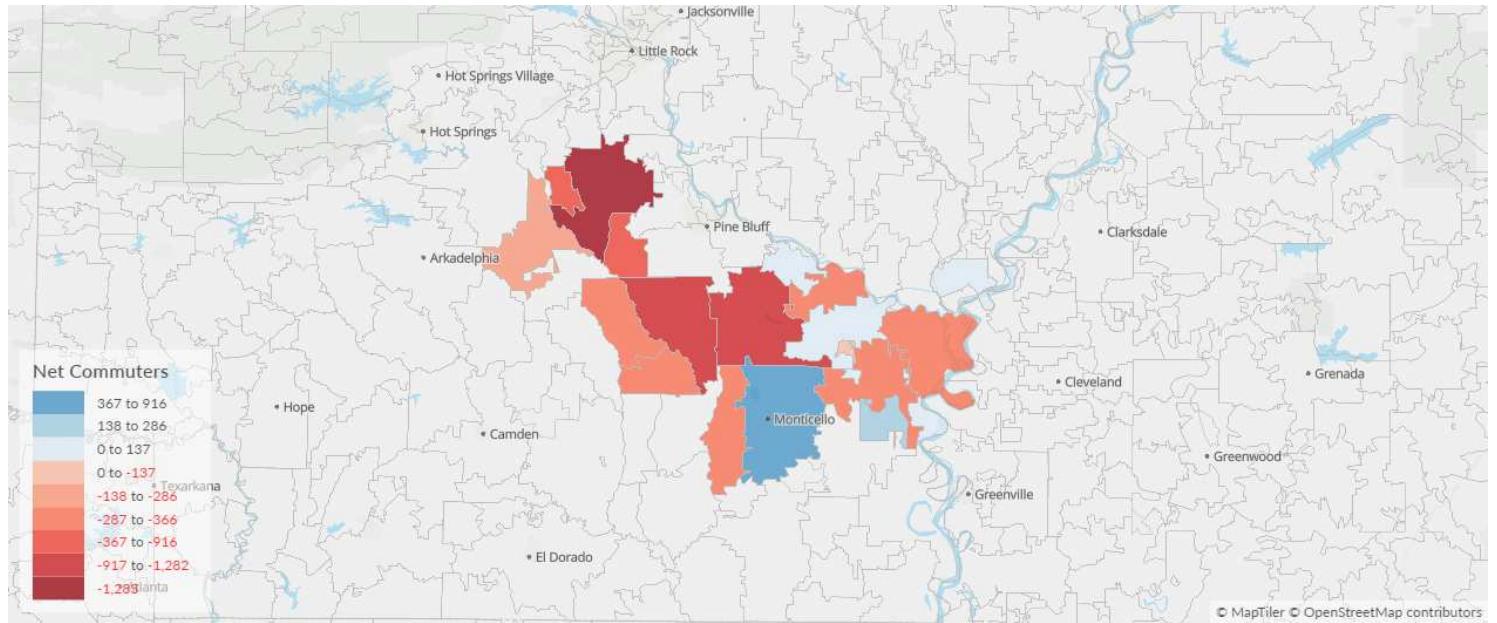 Jacksonville
Little Rock
Hot Springs Village
Hot Springs
Pine Bluff
Clarksdale
Arkadelphia
Net Commuters
367 to 916
138 to 286
0 to 137
0 to -137
-138 to -286
-287 to -366
-367 to -916
-917 to -1,282
-1,283
Grenada
Cleveland
Hope
Monticello
Camden
Greenwood
Texarkana
Greenville
El Dorado
© MapTiler © OpenStreetMap contributors